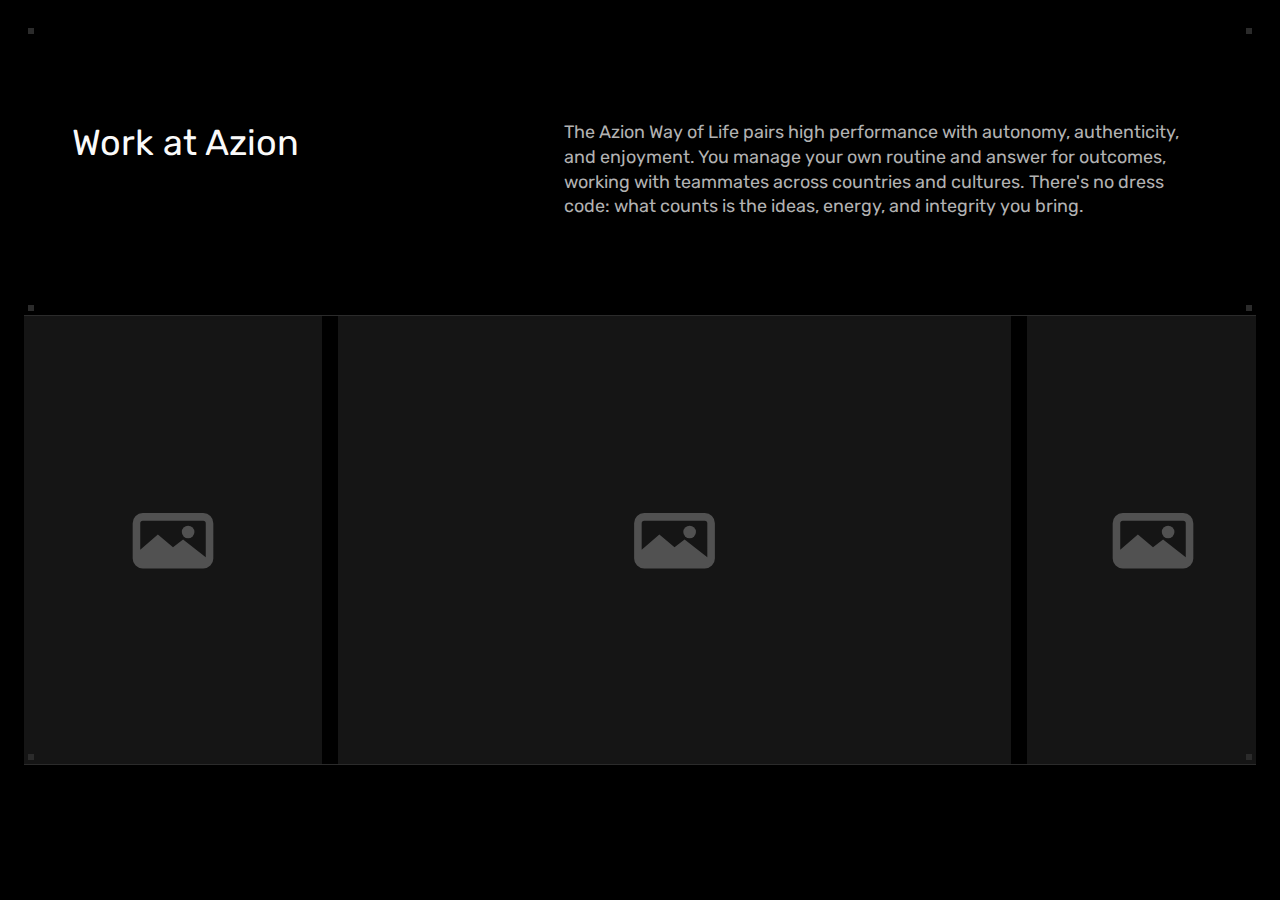 Work at Azion
The Azion Way of Life pairs high performance with autonomy, authenticity,
and enjoyment. You manage your own routine and answer for outcomes,
working with teammates across countries and cultures. There's no dress
code: what counts is the ideas, energy, and integrity you bring.